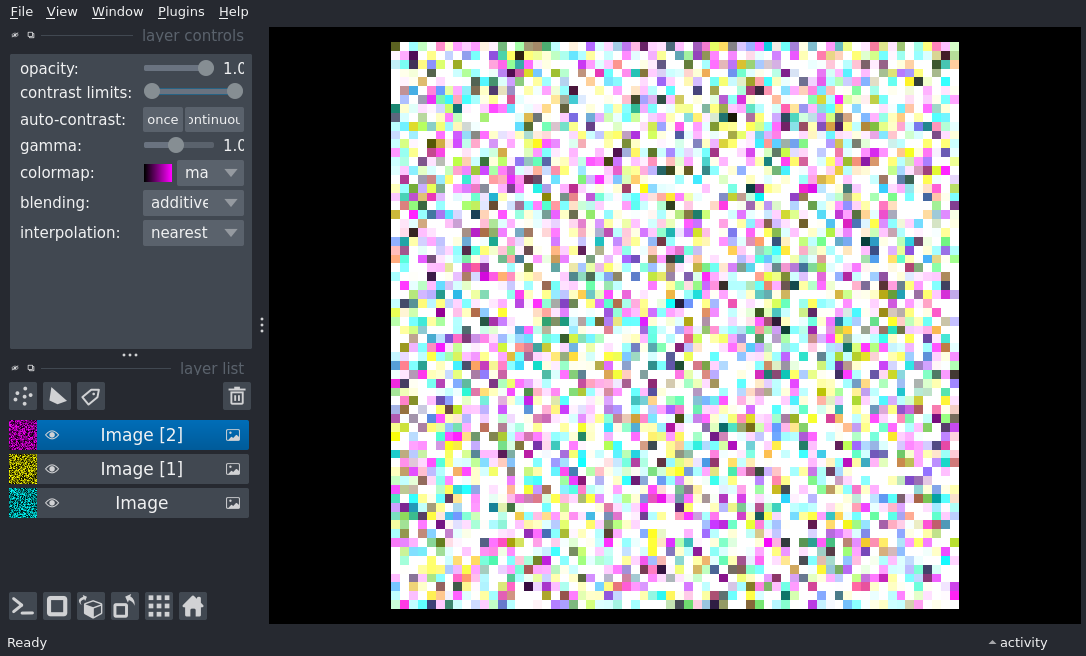 File View Window Plugins Help
layer controls
opacity: 1.0
contrast limits:
auto-contrast: once ontinuou
gamma: 1.0
colormap: ma
blending: additive
interpolation: nearest
layer list
Image [2]
Image [1]
Image
Ready activity